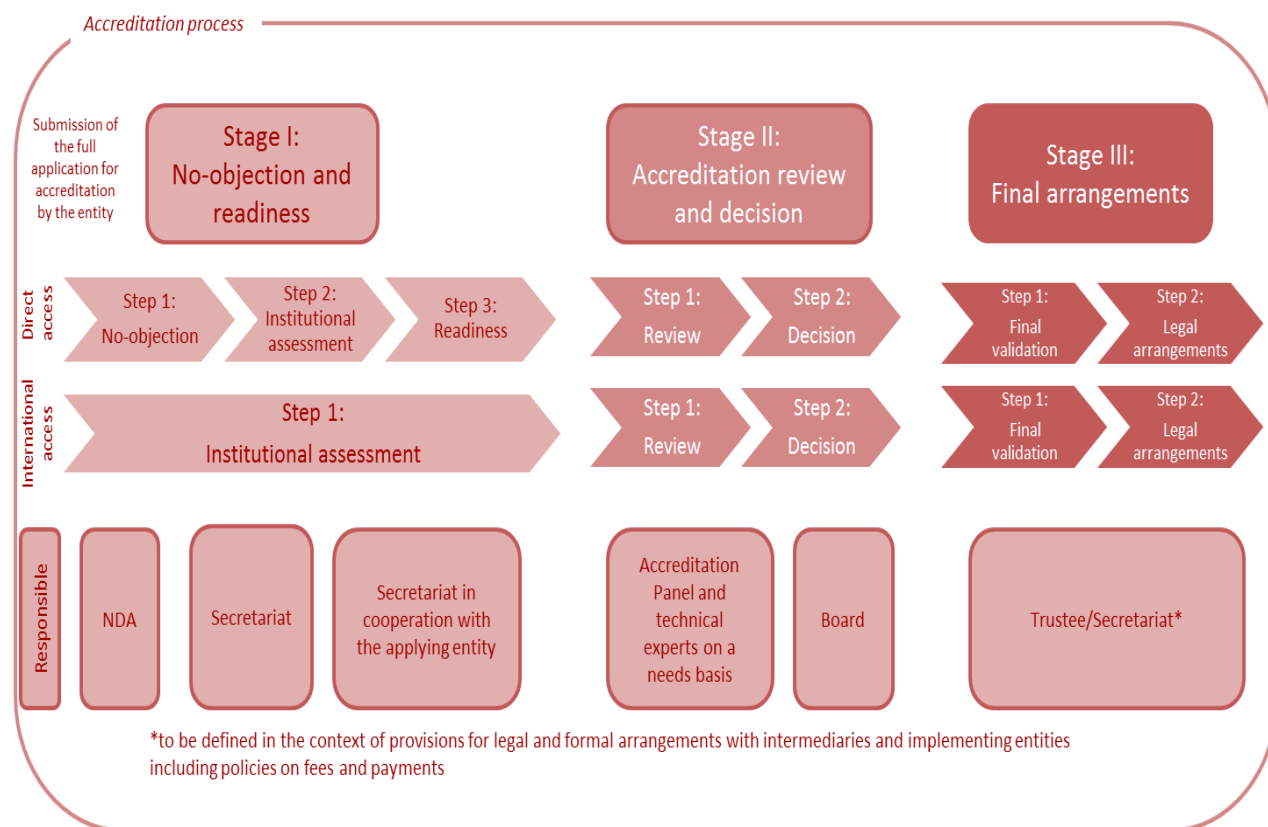 Accreditation process
Submission of
the full
application for
accreditation
by the entity
Stage I:
No-objection and
readiness
Stage II:
Accreditation review
and decision
Stage III:
Final arrangements
Direct
access
Step 1:
No-objection
Step 2:
Institutional
assessment
Step 3:
Readiness
Step 1:
Review
Step 2:
Decision
Step 1:
Final
validation
Step 2:
Legal
arrangements
International
access
Step 1:
Institutional assessment
Step 1:
Review
Step 2:
Decision
Step 1:
Final
validation
Step 2:
Legal
arrangements
Responsible
NDA
Secretariat
Secretariat in
cooperation with
the applying entity
Accreditation
Panel and
technical
experts on a
needs basis
Board
Trustee/Secretariat*
*to be defined in the context of provisions for legal and formal arrangements with intermediaries and implementing entities
including policies on fees and payments